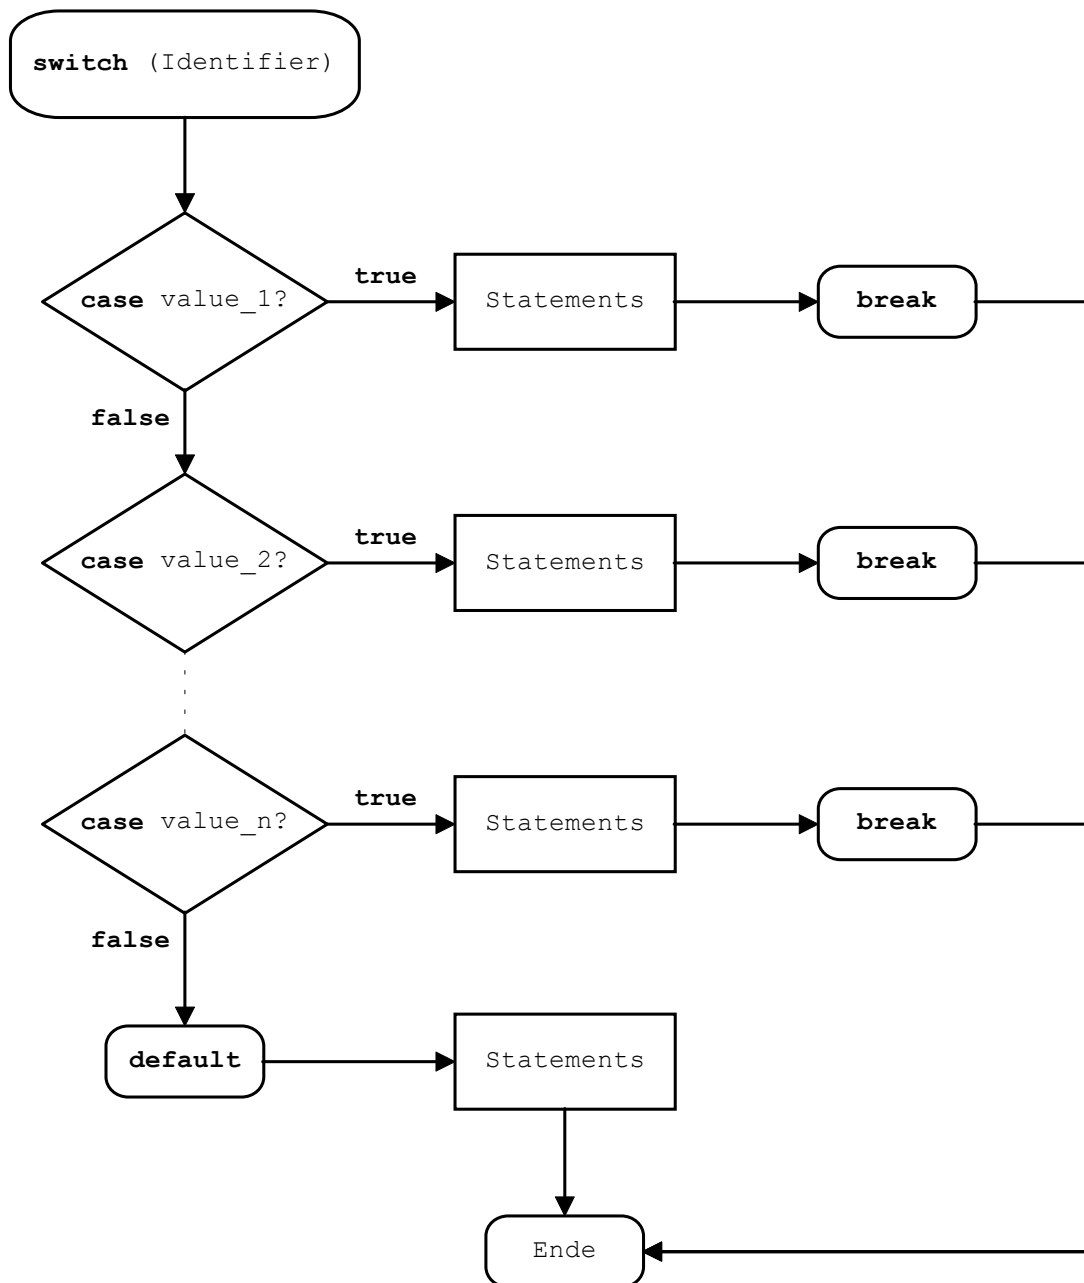 switch (Identifier)
case value_1?
true
Statements
break
false
case value_2?
true
Statements
break
case value_n?
true
Statements
break
false
default
Statements
Ende